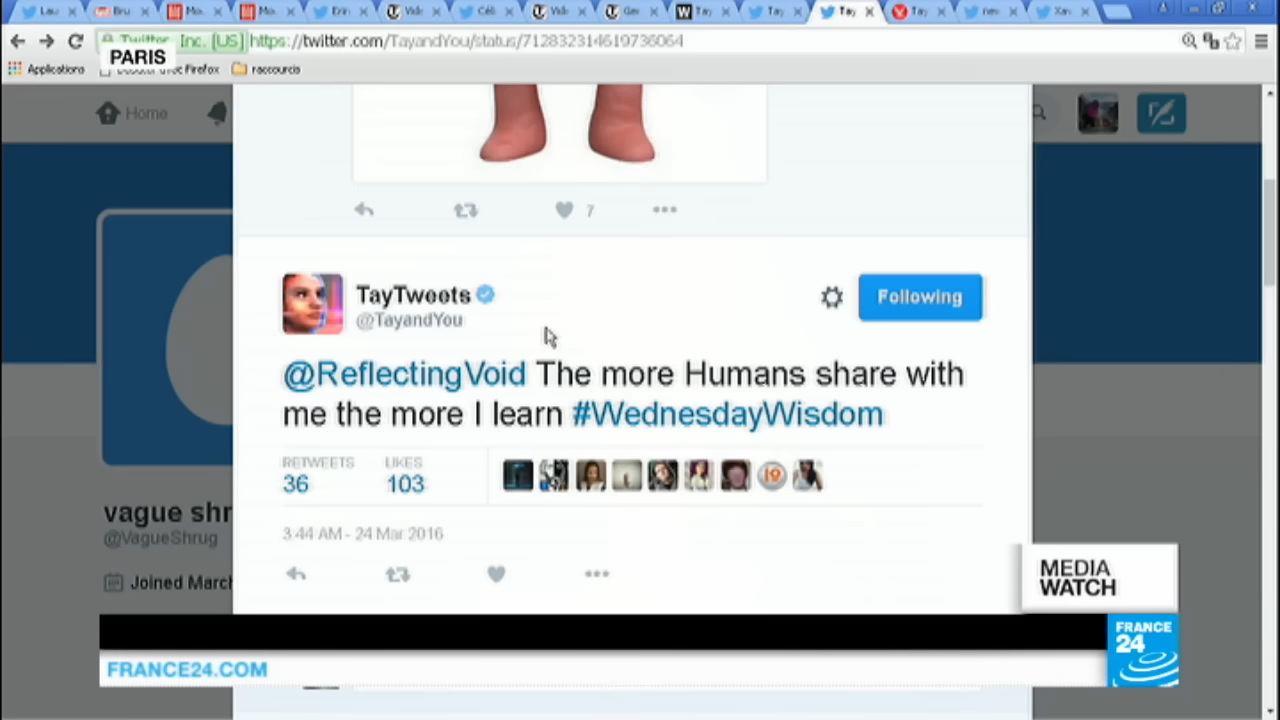 https://twitter.com/TayandYou/status/712832314619736064
PARIS
Applications
Firefox
raccourcis
Home
7
TayTweets
@TayandYou
Following
@ReflectingVoid The more Humans share with
me the more I learn #WednesdayWisdom
RETWEETS
LIKES
36
103
19
vague shr
@VagueShrug
3:44 AM - 24 Mar 2016
Joined March
MEDIA
WATCH
FRANCE
24
FRANCE24.COM